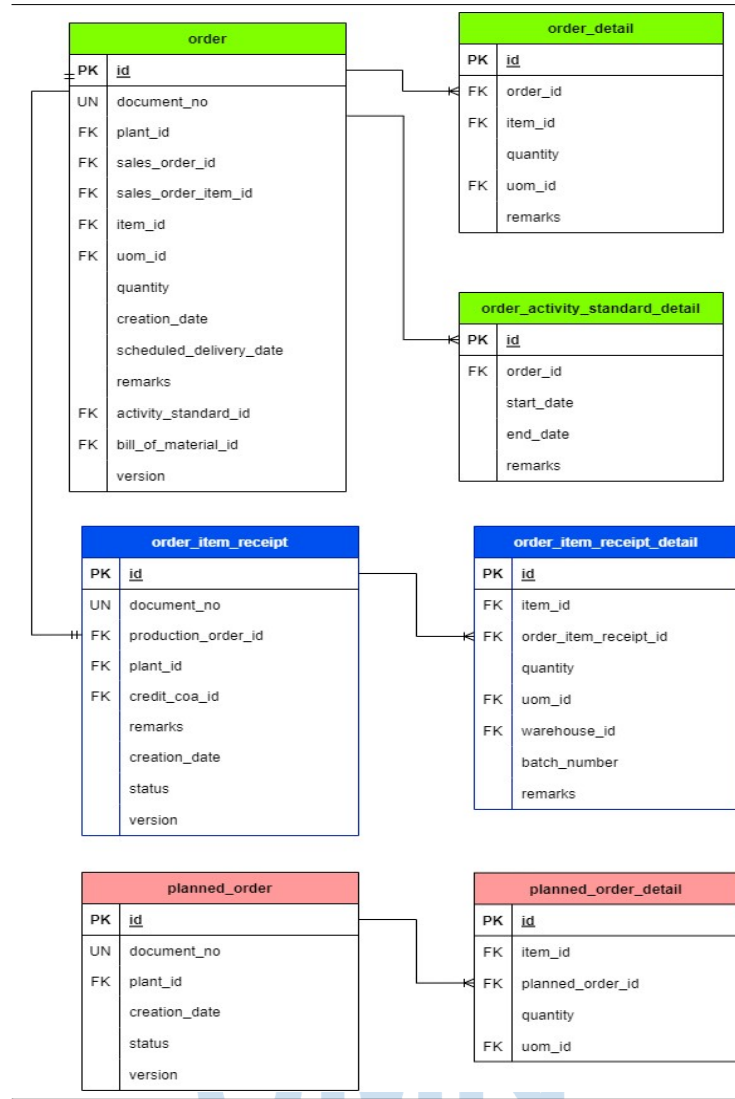 order
PK id
UN document_no
FK plant_id
FK sales_order_id
FK sales_order_item_id
FK item_id
FK uom_id
quantity
creation_date
scheduled_delivery_date
remarks
FK activity_standard_id
FK bill_of_material_id
version
order_detail
PK id
FK order_id
FK item_id
quantity
FK uom_id
remarks
order_activity_standard_detail
PK id
FK order_id
start_date
end_date
remarks
order_item_receipt
PK id
UN document_no
FK production_order_id
FK plant_id
FK credit_coa_id
remarks
creation_date
status
version
order_item_receipt_detail
PK id
FK item_id
FK order_item_receipt_id
quantity
FK uom_id
FK warehouse_id
batch_number
remarks
planned_order
PK id
UN document_no
FK plant_id
creation_date
status
version
planned_order_detail
PK id
FK item_id
FK planned_order_id
quantity
FK uom_id